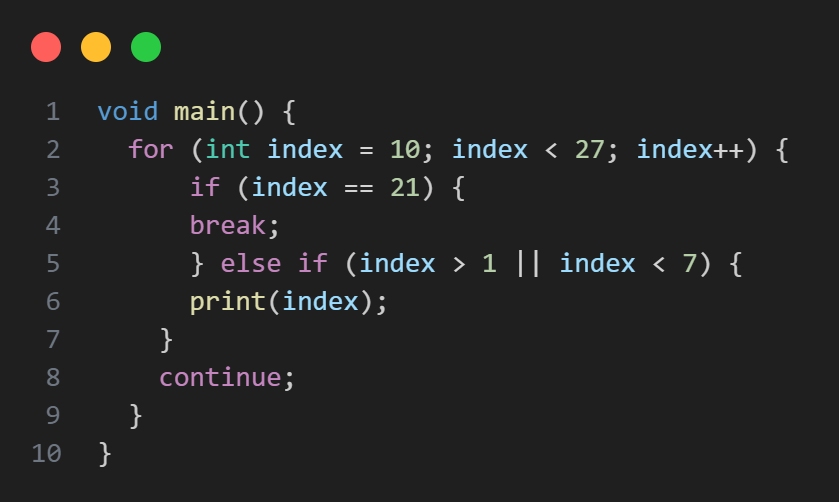 1 void main() {
2 for (int index = 10; index < 27; index++) {
3 if (index == 21) {
4 break;
5 } else if (index > 1 || index < 7) {
6 print(index);
7 }
8 continue;
9 }
10 }